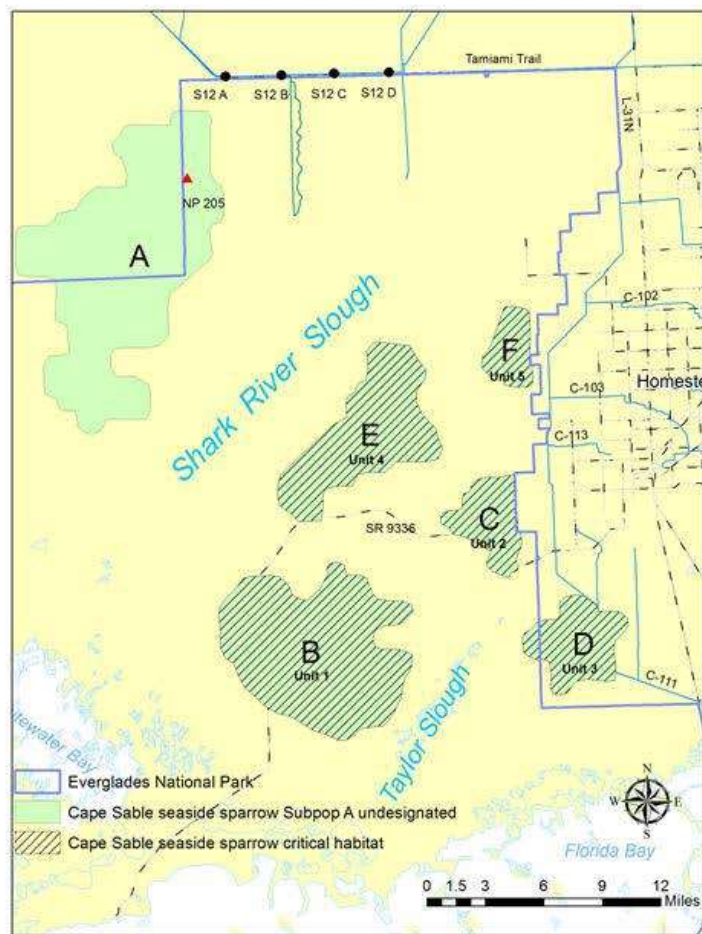 Tamiami Trail
S12 A
S12 B
S12 C
S12 D
L-31N
NP 205
A
C-102
Shark River Slough
F
Unit 5
C-103
Homeste
E
Unit 4
C-113
C
Unit 2
SR 9336
B
Unit 1
D
Unit 3
C-111
Taylor Slough
itewater Bay
Everglades National Park
Cape Sable seaside sparrow Subpop A undesignated
Cape Sable seaside sparrow critical habitat
N
W
E
S
Florida Bay
0 1.5 3 6 9 12
Miles